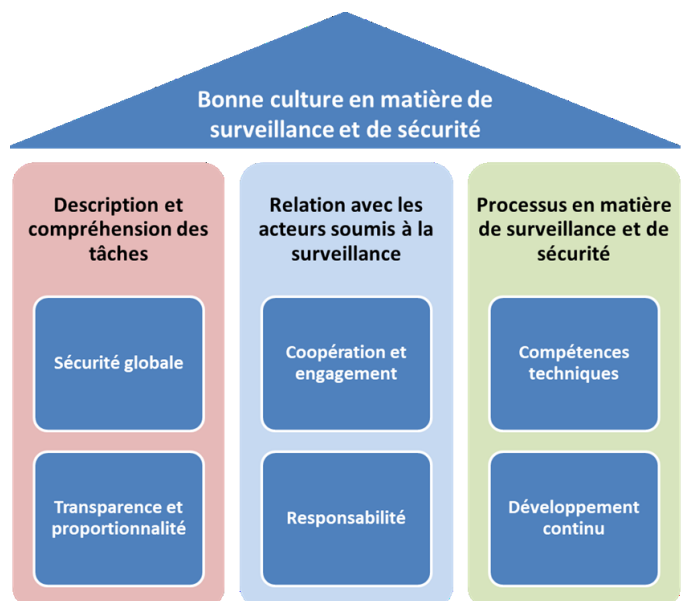 Bonne culture en matière de
surveillance et de sécurité
Description et
compréhension des
tâches
Sécurité globale
Transparence et
proportionnalité
Relation avec les
acteurs soumis à la
surveillance
Coopération et
engagement
Responsabilité
Processus en matière
de surveillance et de
sécurité
Compétences
techniques
Développement
continu